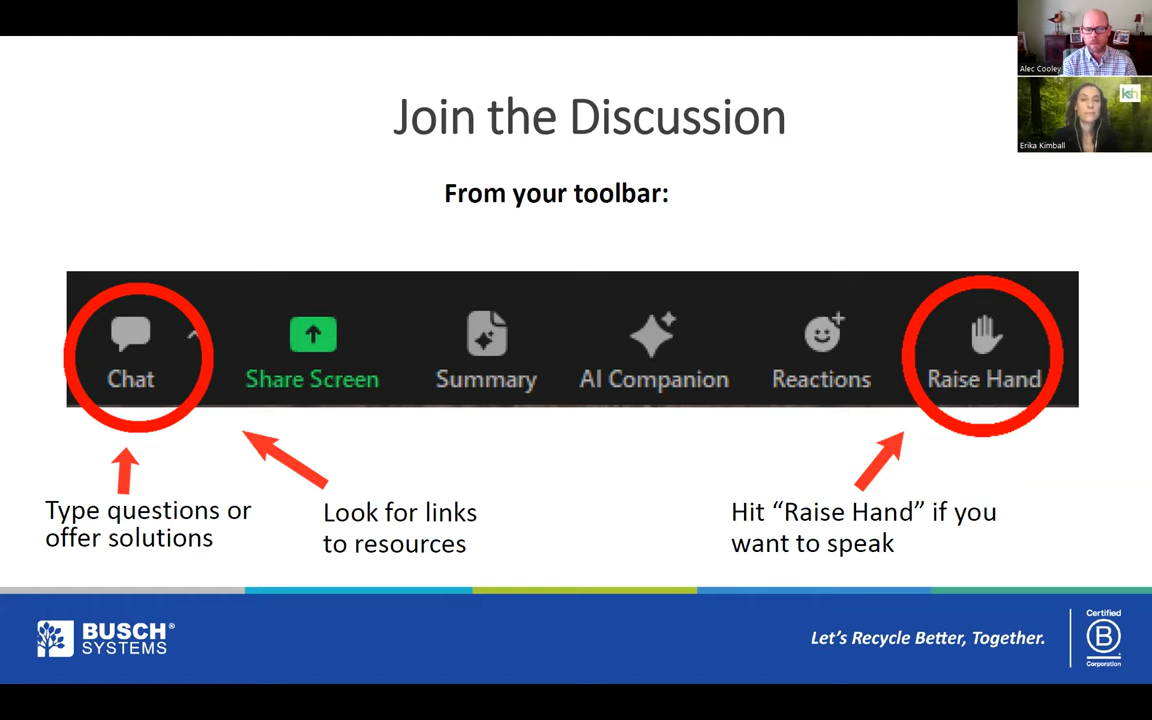 Alec Cooley
ksh
Erika Kimball
Join the Discussion
From your toolbar:
Chat
Share Screen
Summary
AI Companion
Reactions
Raise Hand
Type questions or
offer solutions
Look for links
to resources
Hit “Raise Hand” if you
want to speak
BUSCH®
SYSTEMS
Let’s Recycle Better, Together.
Certified
B
Corporation